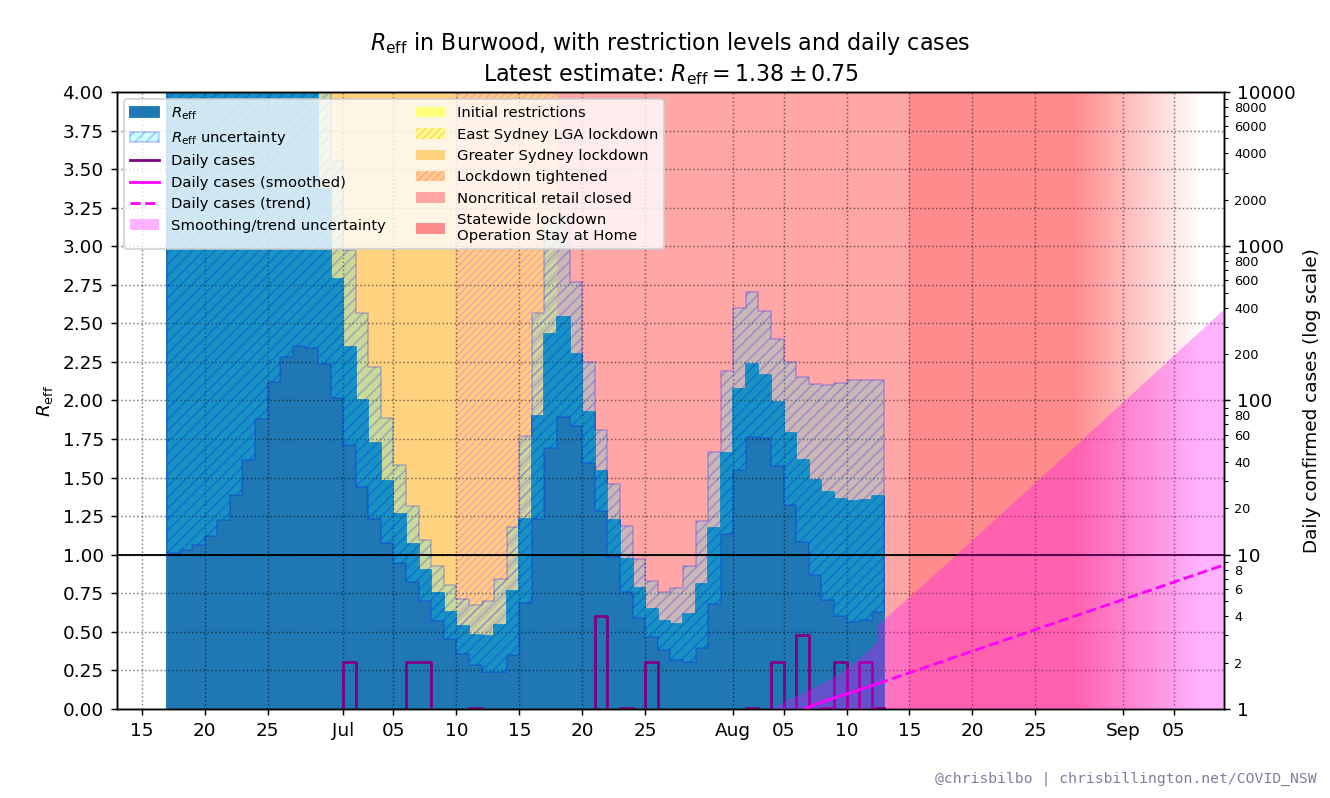 Reff in Burwood, with restriction levels and daily cases
Latest estimate: Reff = 1.38 ± 0.75
Reff
Reff uncertainty
Daily cases
Daily cases (smoothed)
Daily cases (trend)
Smoothing/trend uncertainty
Initial restrictions
East Sydney LGA lockdown
Greater Sydney lockdown
Lockdown tightened
Noncritical retail closed
Statewide lockdown
Operation Stay at Home
Reff
4.00
3.75
3.50
3.25
3.00
2.75
2.50
2.25
2.00
1.75
1.50
1.25
1.00
0.75
0.50
0.25
0.00
10000
8000
6000
4000
2000
1000
800
600
400
200
100
80
60
40
20
10
8
6
4
2
1
Daily confirmed cases (log scale)
15 20 25 Jul 05 10 15 20 25 Aug 05 10 15 20 25 Sep 05
@chrisbilbo | chrisbillington.net/COVID_NSW